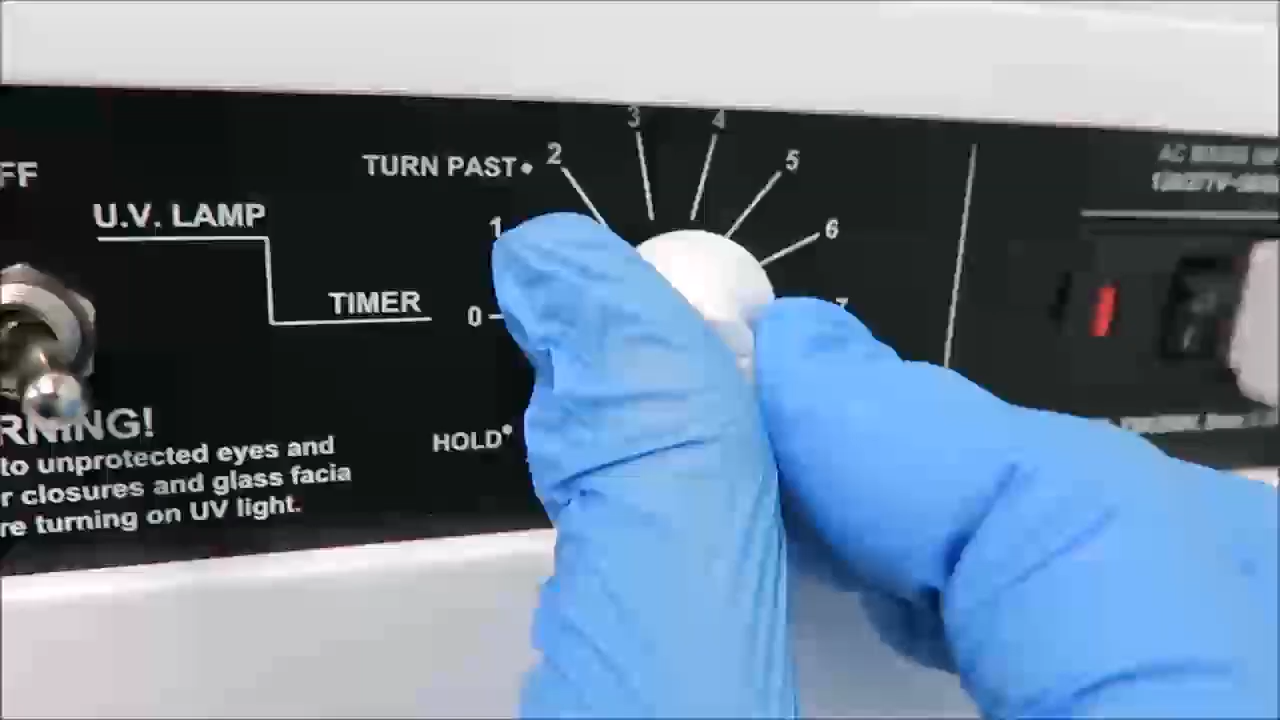 FF
U.V. LAMP
TIMER
TURN PAST
0
1
2
3
4
5
6
7
HOLD
RNING!
to unprotected eyes and
r closures and glass facia
re turning on UV light.